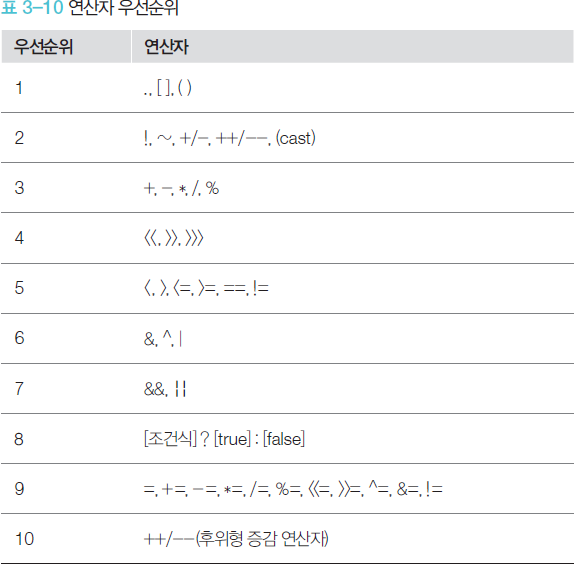 표 3–10 연산자 우선순위
우선순위 연산자
1 ., [ ], ( )
2 !, ~, +/–, ++/––, (cast)
3 +, –, *, /, %
4 《, 》, 》〉
5 〈, 〉, 〈=, 〉=, ==, !=
6 &, ^, |
7 &&, ||
8 [조건식] ? [true] : [false]
9 =, +=, –=, *=, /=, %=, 《=, 》=, ^=, &=, !=
10 ++/––(후위형 증감 연산자)